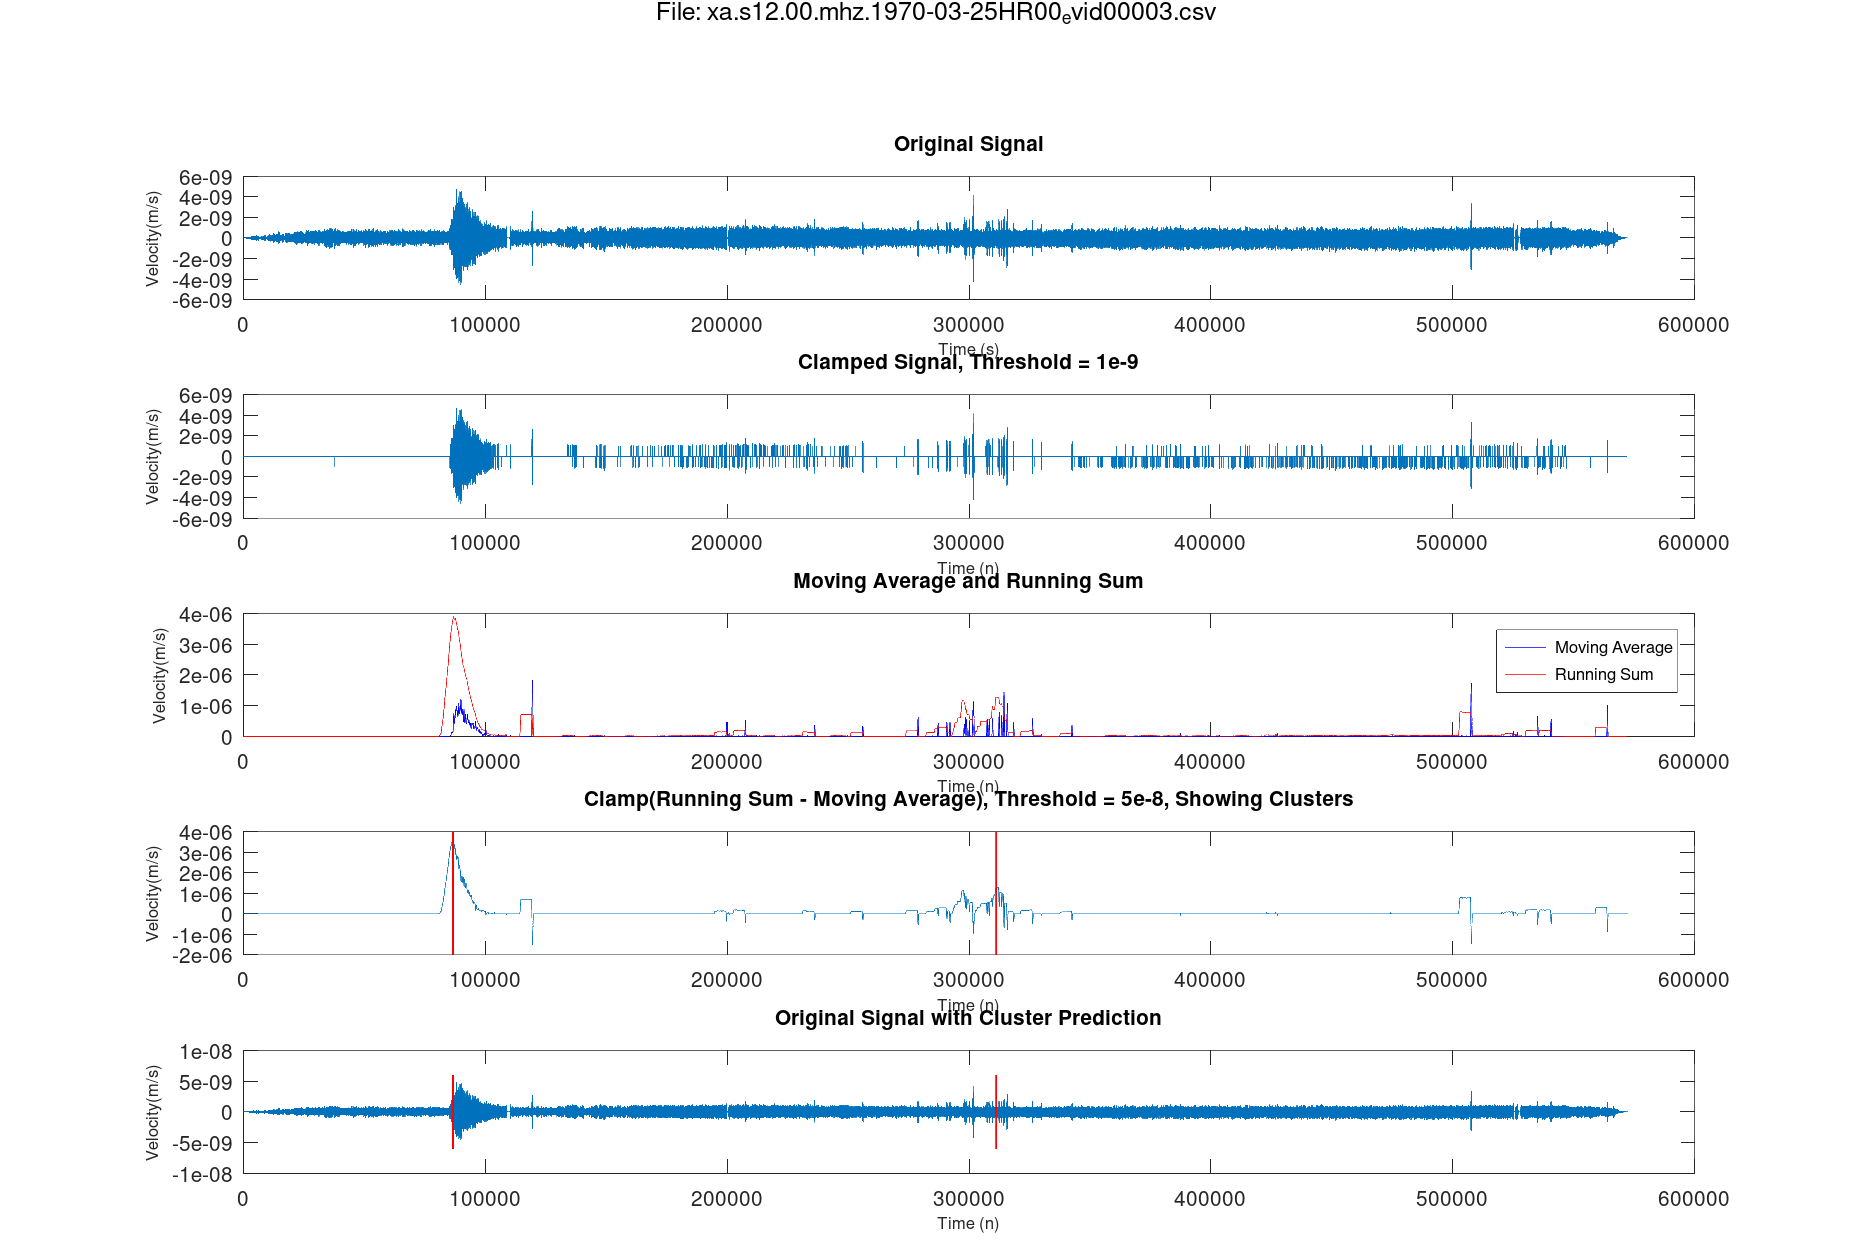 File: xa.s12.00.mhz.1970-03-25HR00evid00003.csv
Original Signal
Velocity(m/s)
6e-09
4e-09
2e-09
0
-2e-09
-4e-09
-6e-09
0 100000 200000 300000 400000 500000 600000
Time (s)
Clamped Signal, Threshold = 1e-9
Velocity(m/s)
6e-09
4e-09
2e-09
0
-2e-09
-4e-09
-6e-09
0 100000 200000 300000 400000 500000 600000
Time (n)
Moving Average and Running Sum
Velocity(m/s)
4e-06
3e-06
2e-06
1e-06
0
Moving Average
Running Sum
0 100000 200000 300000 400000 500000 600000
Time (n)
Clamp(Running Sum - Moving Average), Threshold = 5e-8, Showing Clusters
Velocity(m/s)
4e-06
3e-06
2e-06
1e-06
0
-1e-06
-2e-06
0 100000 200000 300000 400000 500000 600000
Time (n)
Original Signal with Cluster Prediction
Velocity(m/s)
1e-08
5e-09
0
-5e-09
-1e-08
0 100000 200000 300000 400000 500000 600000
Time (n)